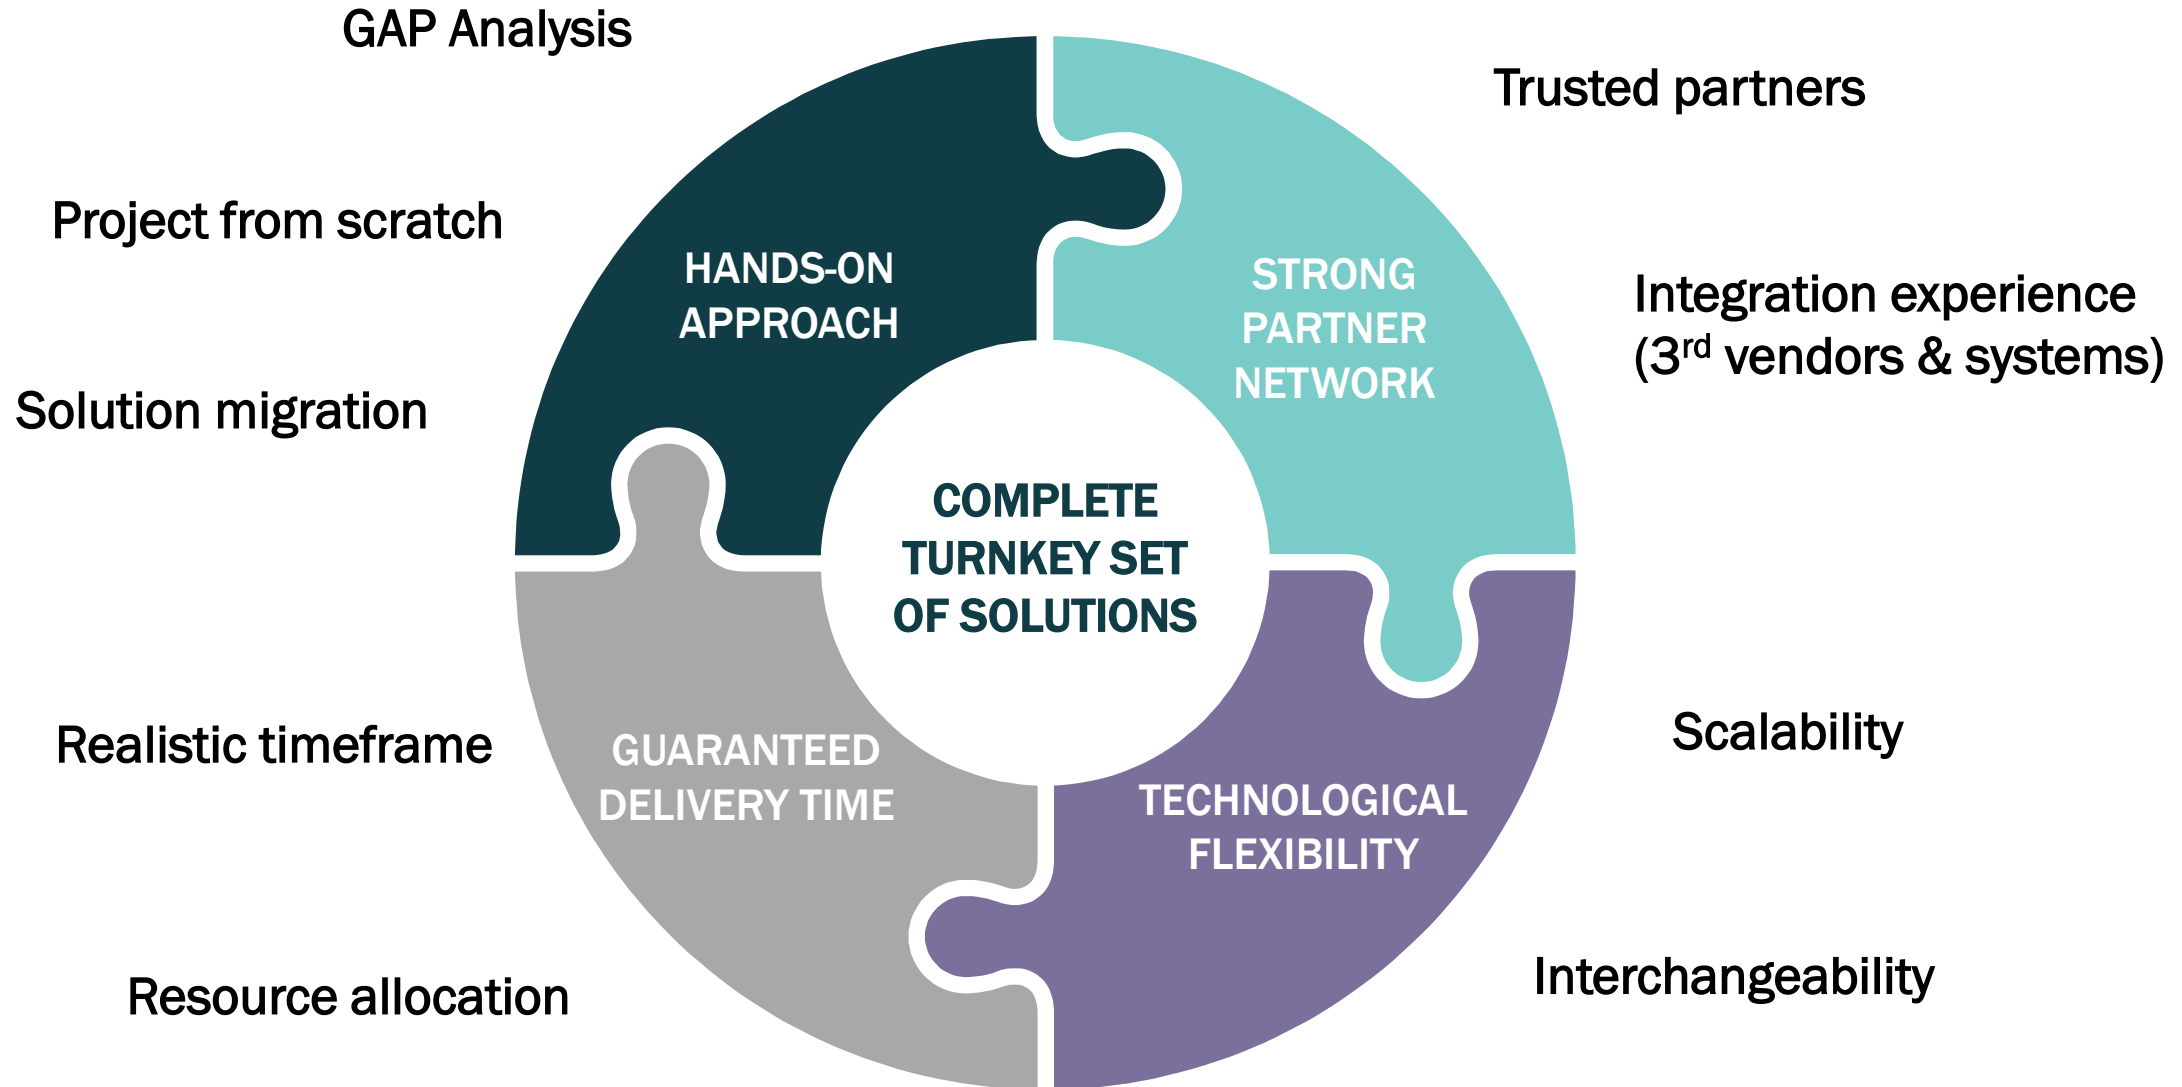 GAP Analysis
Project from scratch
Solution migration
HANDS-ON
APPROACH
Trusted partners
Integration experience
(3rd vendors & systems)
STRONG
PARTNER
NETWORK
COMPLETE
TURNKEY SET
OF SOLUTIONS
Realistic timeframe
Resource allocation
GUARANTEED
DELIVERY TIME
TECHNOLOGICAL
FLEXIBILITY
Scalability
Interchangeability